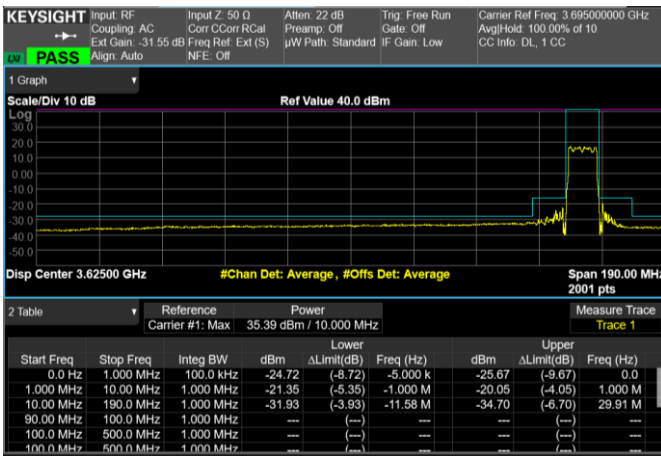 KEYSIGHT Input: RF Input Z: 50 Ω Atten: 22 dB Trig: Free Run Carrier Ref Freq: 3.695000000 GHz
Coupling: AC Corr CCorr RCal Preamp: Off Gate: Off Avg|Hold: 100.00% of 10
Ext Gain: -31.55 dB Freq Ref: Ext (S) µW Path: Standard IF Gain: Low CC Info: DL, 1 CC
LXI PASS Align: Auto NFE: Off
1 Graph
Scale/Div 10 dB Ref Value 40.0 dBm
Log
30.0
20.0
10.0
0.00
-10.0
-20.0
-30.0
-40.0
-50.0
Disp Center 3.62500 GHz #Chan Det: Average , #Offs Det: Average Span 190.00 MHz
2001 pts
2 Table Reference Power Measure Trace
Carrier #1: Max 35.39 dBm / 10.000 MHz Trace 1
Lower Upper
Start Freq Stop Freq Integ BW dBm ΔLimit(dB) Freq (Hz) dBm ΔLimit(dB) Freq (Hz)
0.0 Hz 1.000 MHz 100.0 kHz -24.72 (-8.72) -5.000 k -25.67 (-9.67) 0.0
1.000 MHz 10.00 MHz 1.000 MHz -21.35 (-5.35) -1.000 M -20.05 (-4.05) 1.000 M
10.00 MHz 190.0 MHz 1.000 MHz -31.93 (-3.93) -11.58 M -34.70 (-6.70) 29.91 M
90.00 MHz 100.0 MHz 1.000 MHz --- (---) --- --- (---) ---
100.0 MHz 500.0 MHz 1.000 MHz --- (---) --- --- (---) ---
100.0 MHz 500.0 MHz 1.000 MHz --- (---) --- --- (---) ---